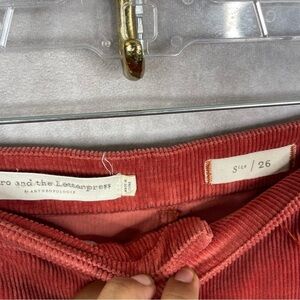 ro and the Letterpress
BY ANTHROPOLOGIE
Size / 26